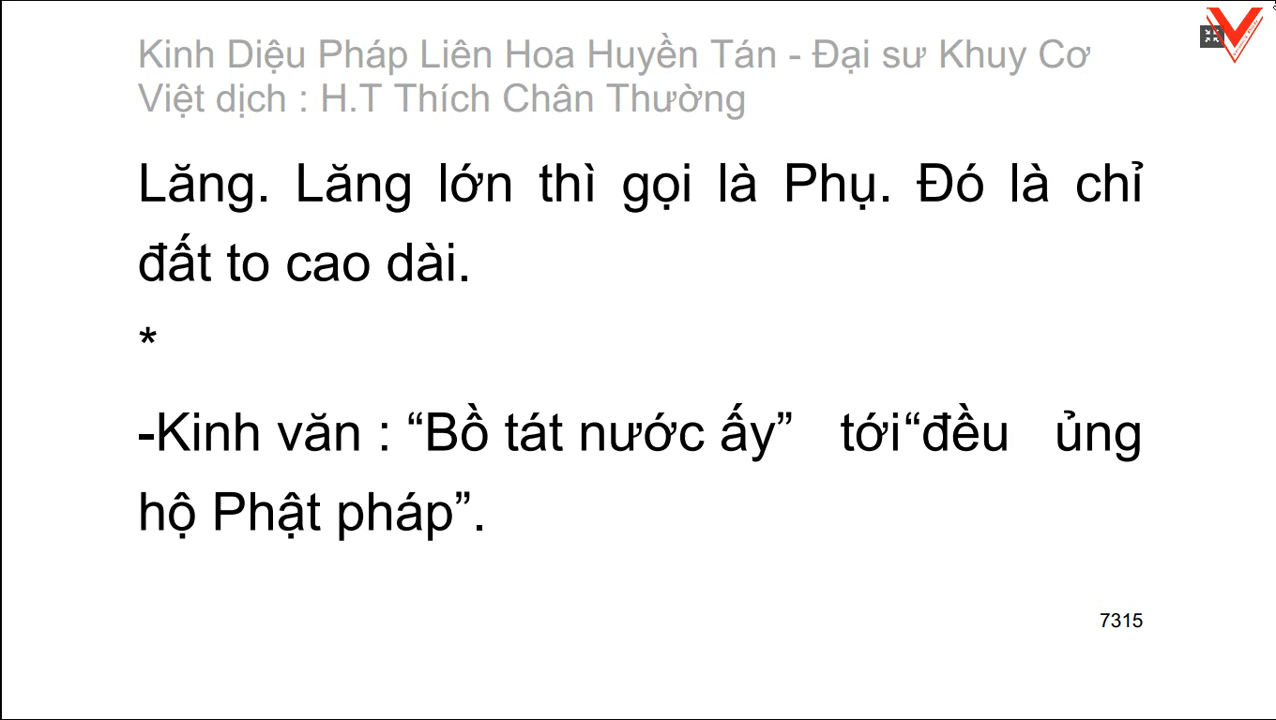 Kinh Diệu Pháp Liên Hoa Huyền Tán - Đại sư Khuy Cơ
Việt dịch : H.T Thích Chân Thường
Lăng. Lăng lớn thì gọi là Phụ. Đó là chỉ
đất to cao dài.
*
-Kinh văn : “Bồ tát nước ấy” tới“đều ủng
hộ Phật pháp”.
7315